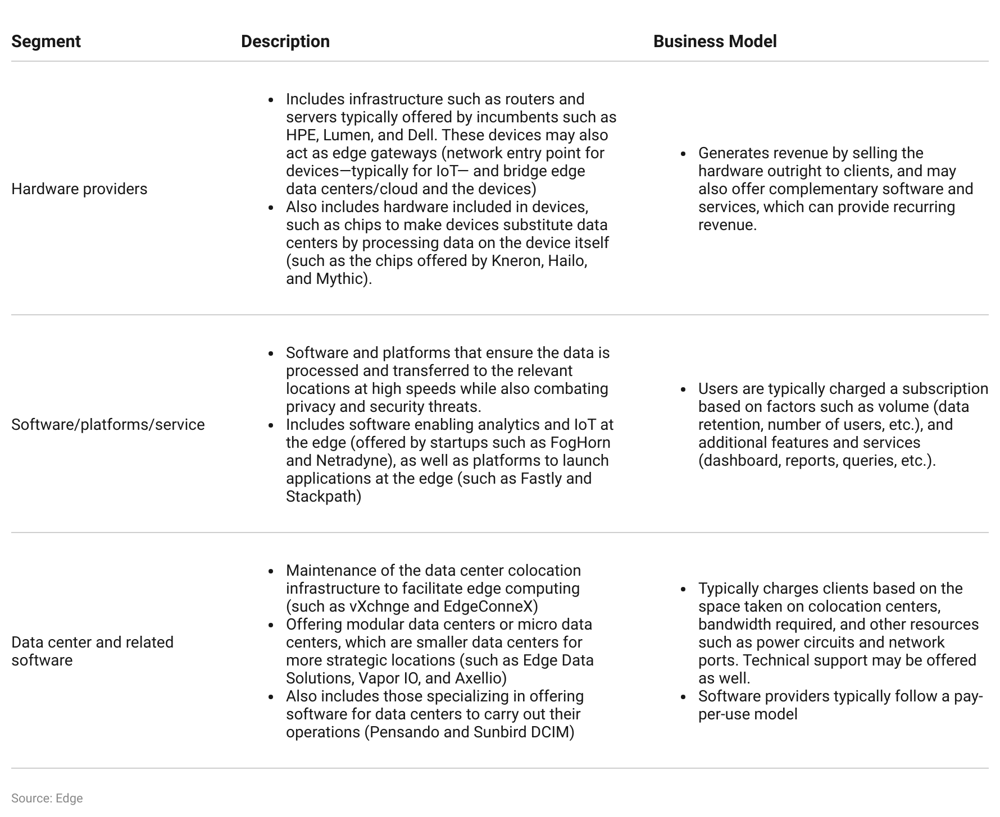 Segment Description Business Model
Hardware providers
• Includes infrastructure such as routers and
servers typically offered by incumbents such as
HPE, Lumen, and Dell. These devices may also
act as edge gateways (network entry point for
devices—typically for IoT— and bridge edge
data centers/cloud and the devices)
• Also includes hardware included in devices,
such as chips to make devices substitute data
centers by processing data on the device itself
(such as the chips offered by Kneron, Hailo,
and Mythic).
• Generates revenue by selling the
hardware outright to clients, and may
also offer complementary software and
services, which can provide recurring
revenue.
Software/platforms/service
• Software and platforms that ensure the data is
processed and transferred to the relevant
locations at high speeds while also combating
privacy and security threats.
• Includes software enabling analytics and IoT at
the edge (offered by startups such as FogHorn
and Netradyne), as well as platforms to launch
applications at the edge (such as Fastly and
Stackpath)
• Users are typically charged a subscription
based on factors such as volume (data
retention, number of users, etc.), and
additional features and services
(dashboard, reports, queries, etc.).
Data center and related
software
• Maintenance of the data center colocation
infrastructure to facilitate edge computing
(such as vXchnge and EdgeConneX)
• Offering modular data centers or micro data
centers, which are smaller data centers for
more strategic locations (such as Edge Data
Solutions, Vapor IO, and Axellio)
• Also includes those specializing in offering
software for data centers to carry out their
operations (Pensando and Sunbird DCIM)
• Typically charges clients based on the
space taken on colocation centers,
bandwidth required, and other resources
such as power circuits and network
ports. Technical support may be offered
as well.
• Software providers typically follow a pay-
per-use model
Source: Edge